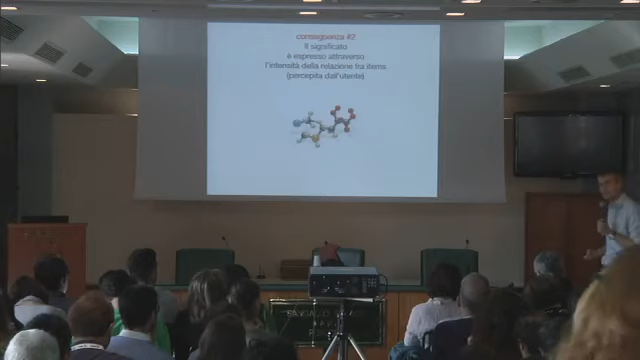 conseguenza #2
Il significato
è espresso attraverso
l'intensità della relazione fra items
(percepita dall'utente)